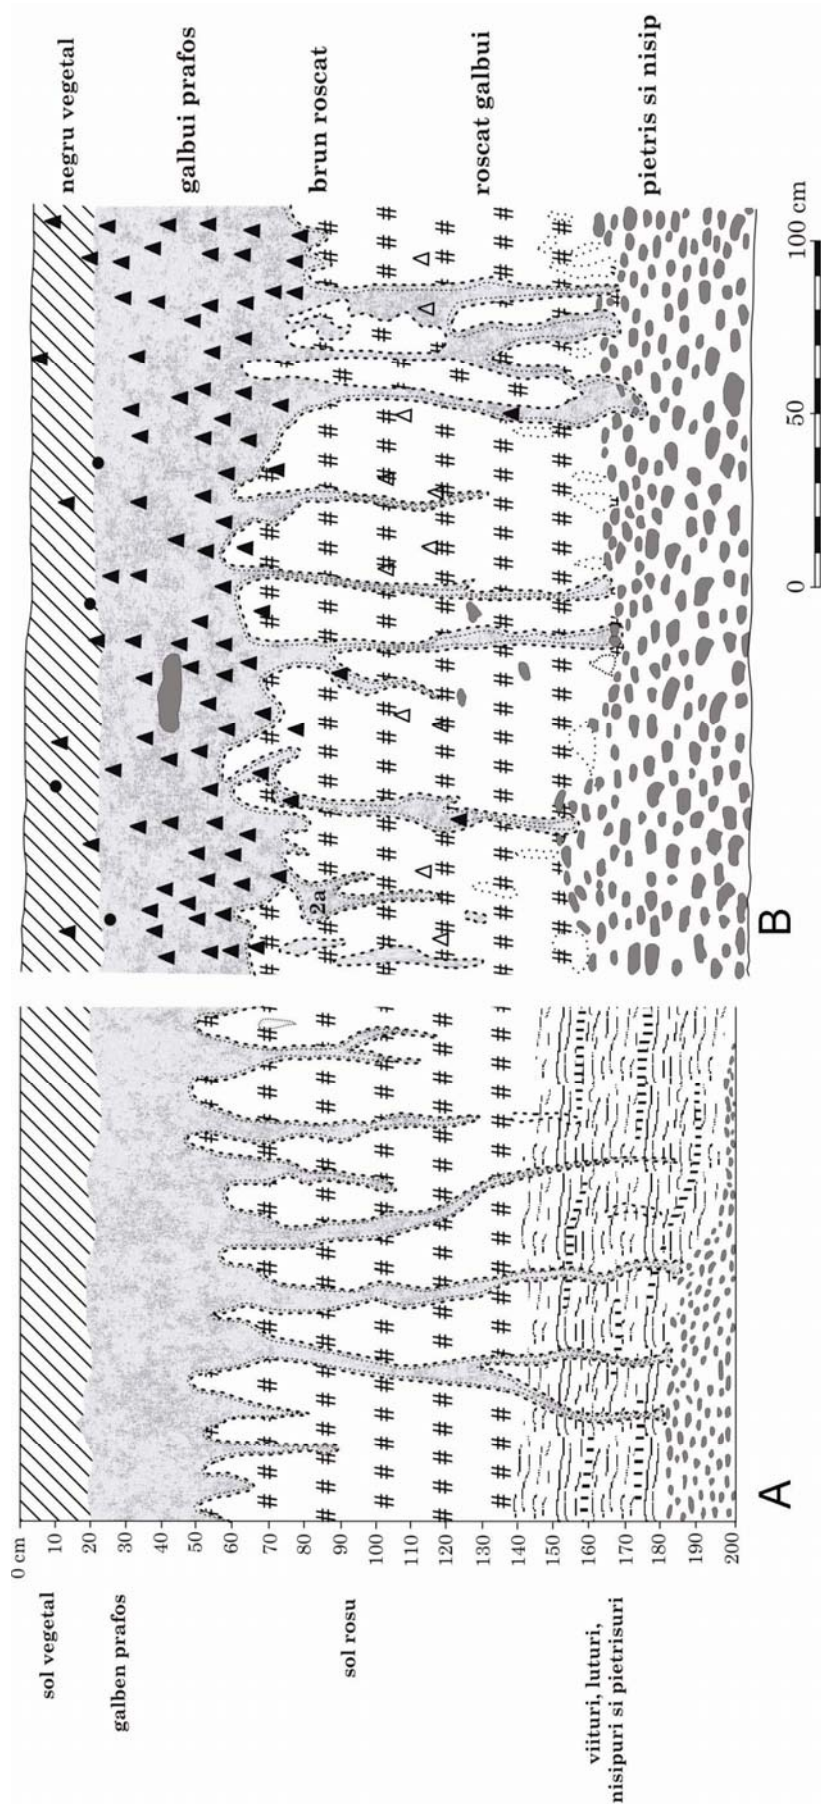 sol vegetal
galben prafos
sol rosu
viituri, luturi,
nisipuri si pietrisuri
0 cm
10
20
30
40
50
60
70
80
90
100
110
120
130
140
150
160
170
180
190
200
A
B
2a
0
50
100 cm
negru vegetal
galbui prafos
brun roscat
roscat galbui
pietris si nisip